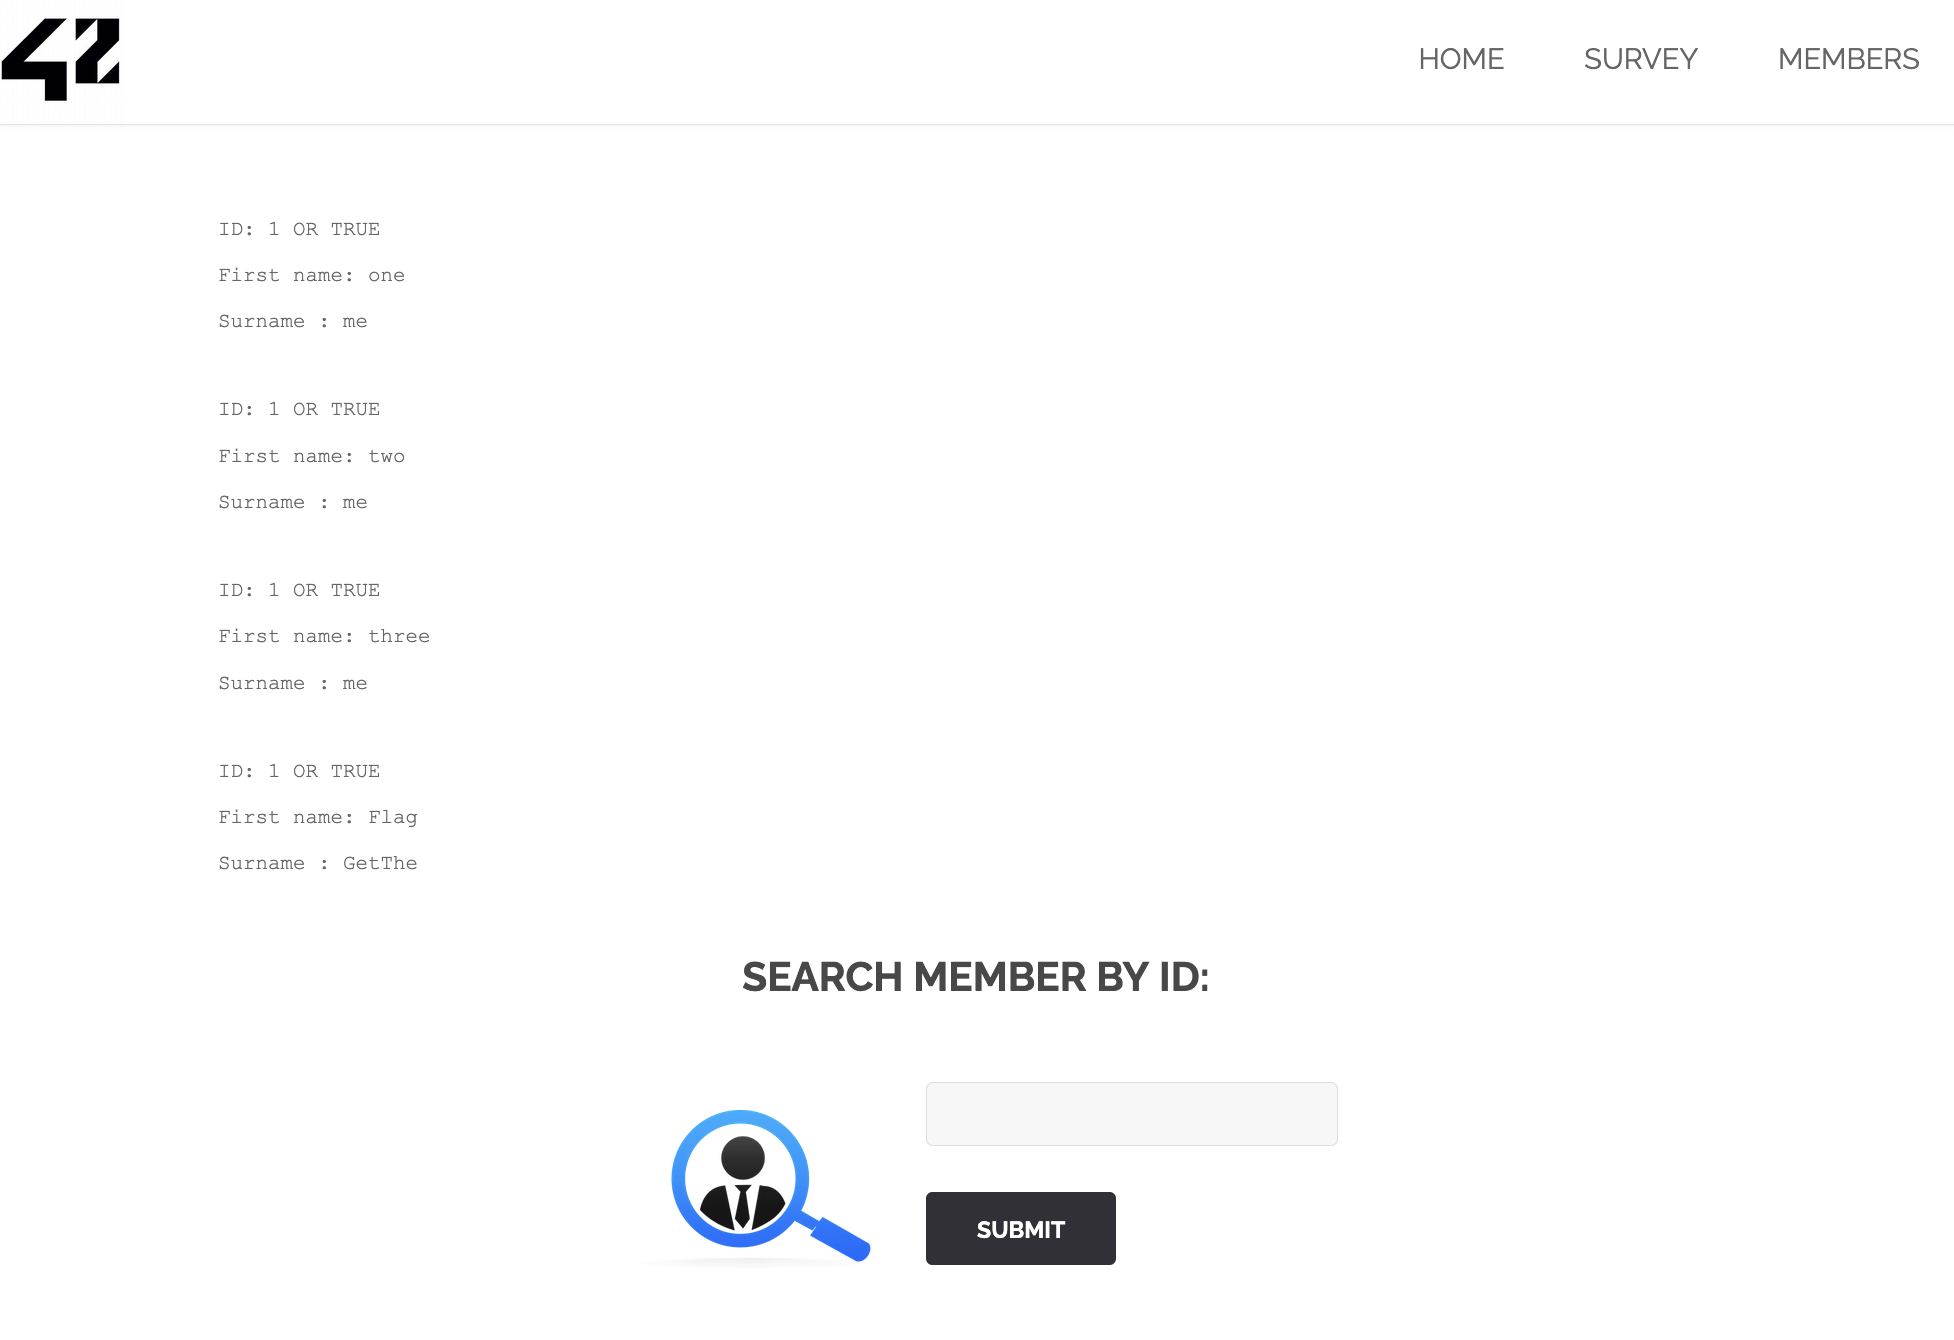 42
HOME SURVEY MEMBERS
ID: 1 OR TRUE
First name: one
Surname : me
ID: 1 OR TRUE
First name: two
Surname : me
ID: 1 OR TRUE
First name: three
Surname : me
ID: 1 OR TRUE
First name: Flag
Surname : GetThe
SEARCH MEMBER BY ID:
SUBMIT